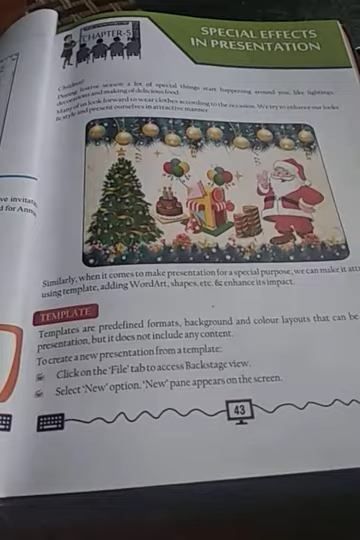 CHAPTER-5
SPECIAL EFFECTS
IN PRESENTATION
Children!
During festive season a lot of special things start happening around you, like lightings,
decorations and making of delicious food.
Many of us look forward to wear clothes according to the occasion. We try to enhance our looks
& style and present ourselves in attractive manner.
ve invitati
d for Ann
Similarly, when it comes to make presentation for a special purpose, we can make it att
using template, adding WordArt, shapes, etc. & enhance its impact.
TEMPLATE
Templates are predefined formats, background and colour layouts that can be
presentation, but it does not include any content.
To create a new presentation from a template:
Click on the 'File' tab to access Backstage view.
Select 'New' option. 'New' pane appears on the screen.
43